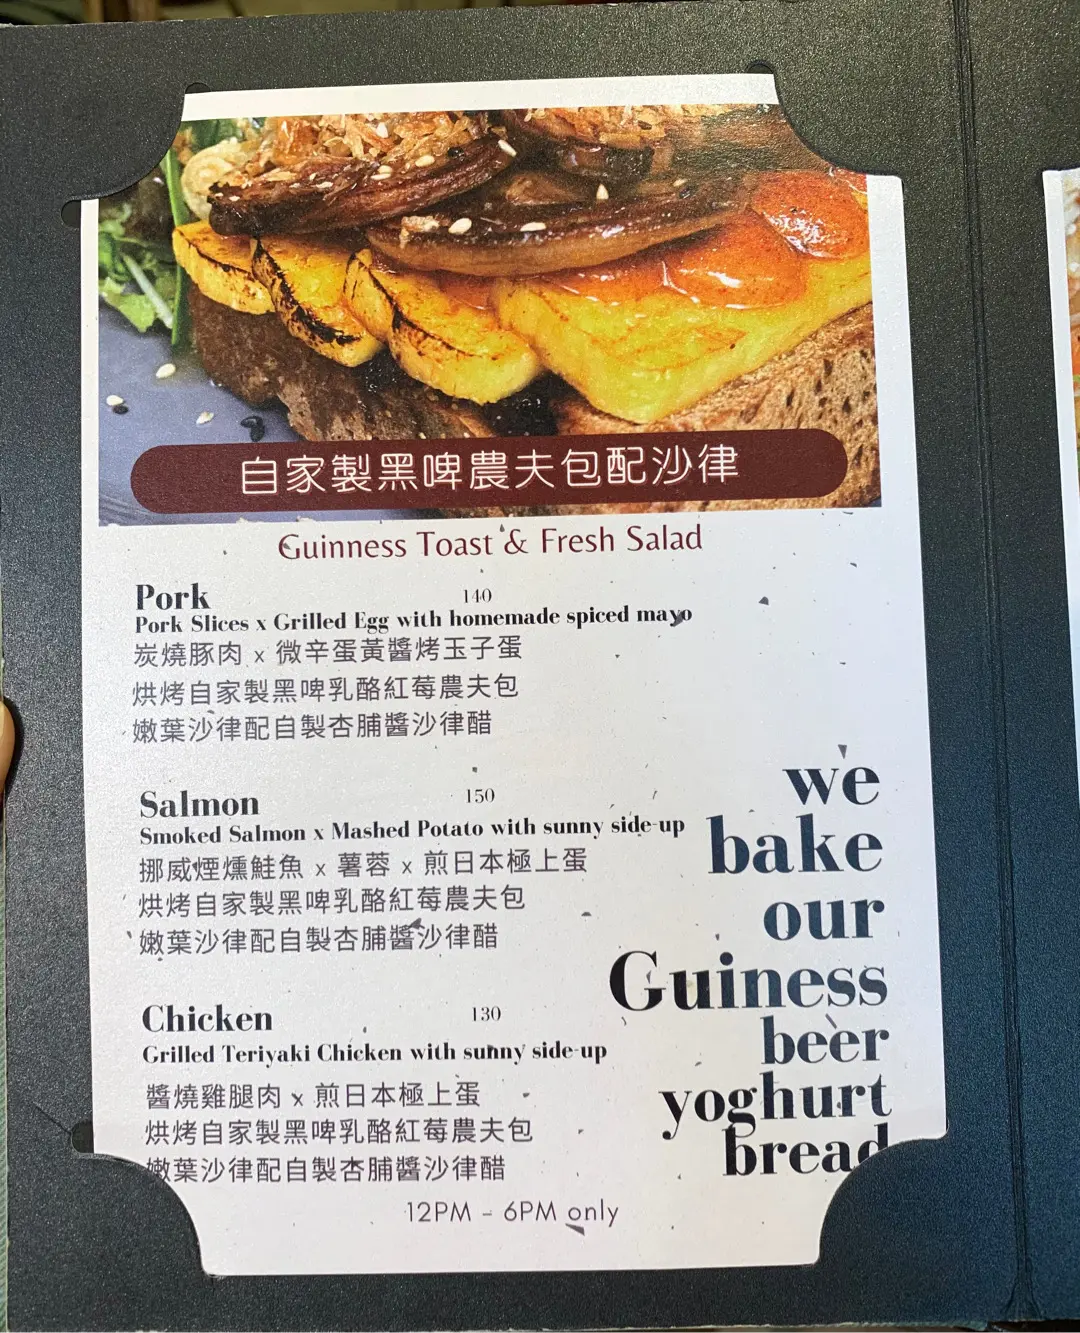 自家製黑啤農夫包配沙律
Guinness Toast & Fresh Salad
Pork 140
Pork Slices x Grilled Egg with homemade spiced mayo
炭燒豚肉 x 微辛蛋黃醬烤玉子蛋
烘烤自家製黑啤乳酪紅莓農夫包
嫩葉沙律配自製杏脯醬沙律醋
Salmon 150
Smoked Salmon x Mashed Potato with sunny side-up
挪威煙燻鮭魚 x 薯蓉 x 煎日本極上蛋
烘烤自家製黑啤乳酪紅莓農夫包
嫩葉沙律配自製杏脯醬沙律醋
Chicken 130
Grilled Teriyaki Chicken with sunny side-up
醬燒雞腿肉 x 煎日本極上蛋
烘烤自家製黑啤乳酪紅莓農夫包
嫩葉沙律配自製杏脯醬沙律醋
we
bake
our
Guiness
beer
yoghurt
bread
12PM - 6PM only